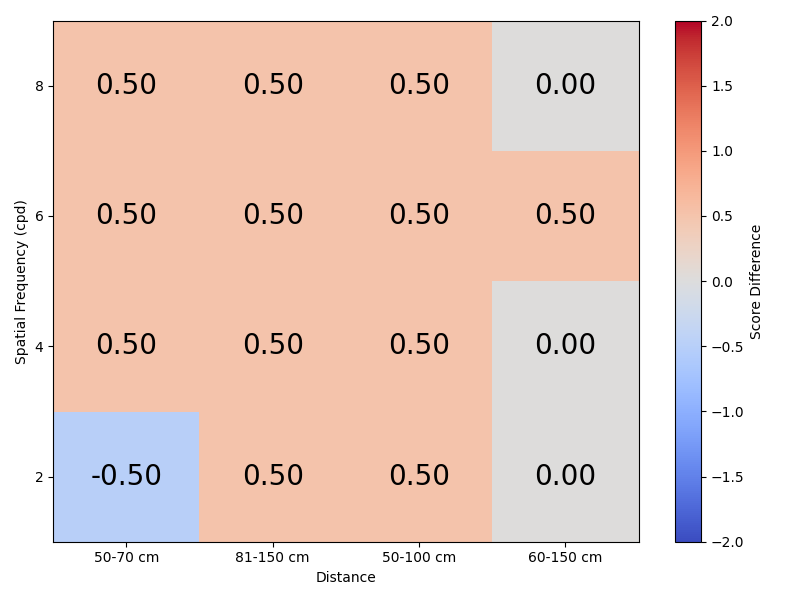 8 0.50 0.50 0.50 0.00
6 0.50 0.50 0.50 0.50
4 0.50 0.50 0.50 0.00
2 -0.50 0.50 0.50 0.00
50-70 cm 81-150 cm 50-100 cm 60-150 cm
Distance
Spatial Frequency (cpd)
2.0
1.5
1.0
0.5
0.0
−0.5
−1.0
−1.5
−2.0
Score Difference